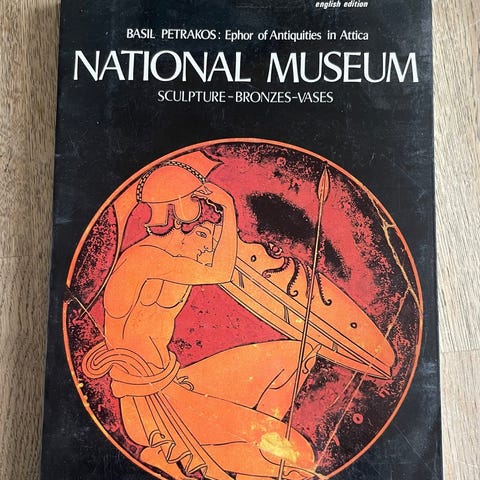 english edition
BASIL PETRAKOS: Ephor of Antiquities in Attica
NATIONAL MUSEUM
SCULPTURE-BRONZES-VASES